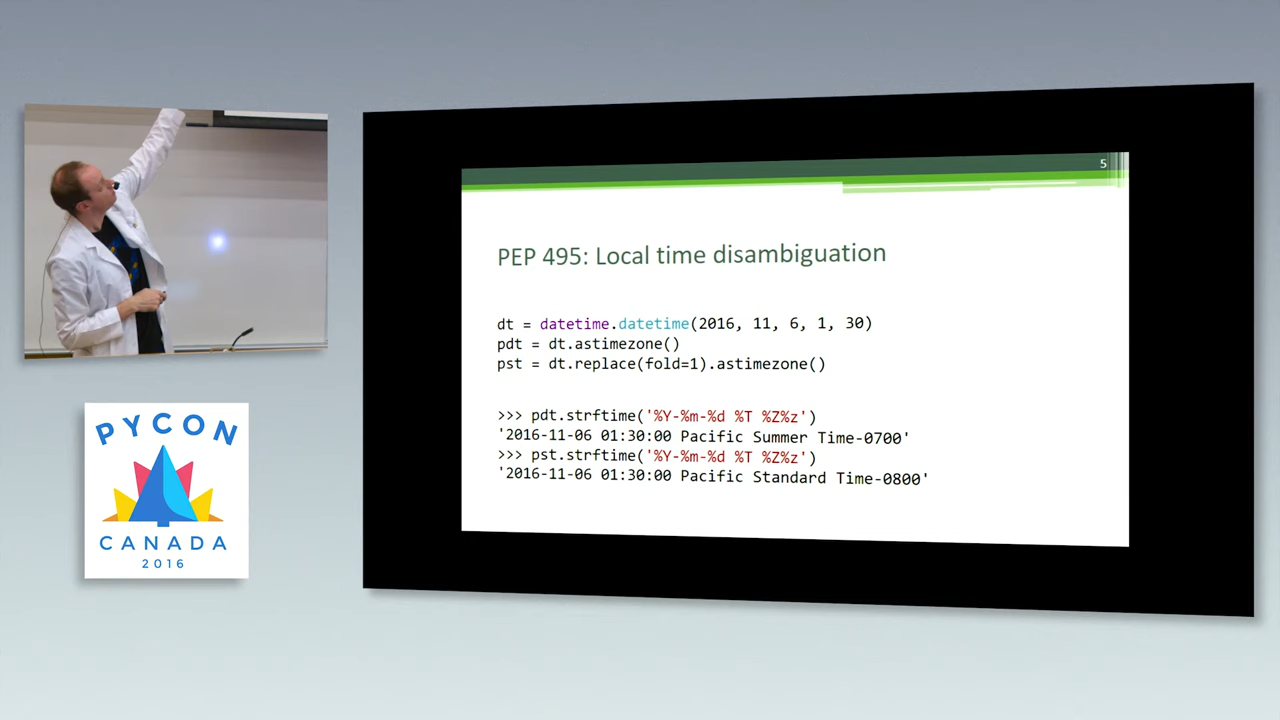 5
PEP 495: Local time disambiguation
dt = datetime.datetime(2016, 11, 6, 1, 30)
pdt = dt.astimezone()
pst = dt.replace(fold=1).astimezone()
>>> pdt.strftime('%Y-%m-%d %T %Z%z')
'2016-11-06 01:30:00 Pacific Summer Time-0700'
>>> pst.strftime('%Y-%m-%d %T %Z%z')
'2016-11-06 01:30:00 Pacific Standard Time-0800'
PYCON
CANADA
2016